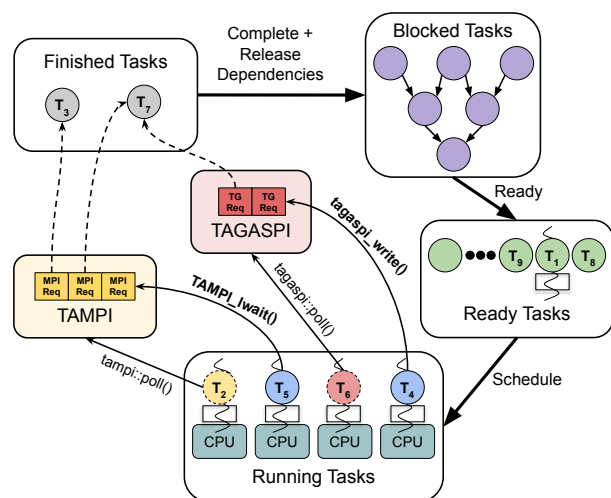 Complete +
Release
Dependencies
Finished Tasks
T3
T7
Blocked Tasks
Ready
TG
Req
TG
Req
TAGASPI
tagaspi_write()
T9
T1
T8
Ready Tasks
MPI
Req
MPI
Req
MPI
Req
TAMPI
TAMPI_Iwait()
tagaspi::poll()
tampi::poll()
Schedule
T2
T5
T6
T4
CPU
CPU
CPU
CPU
Running Tasks